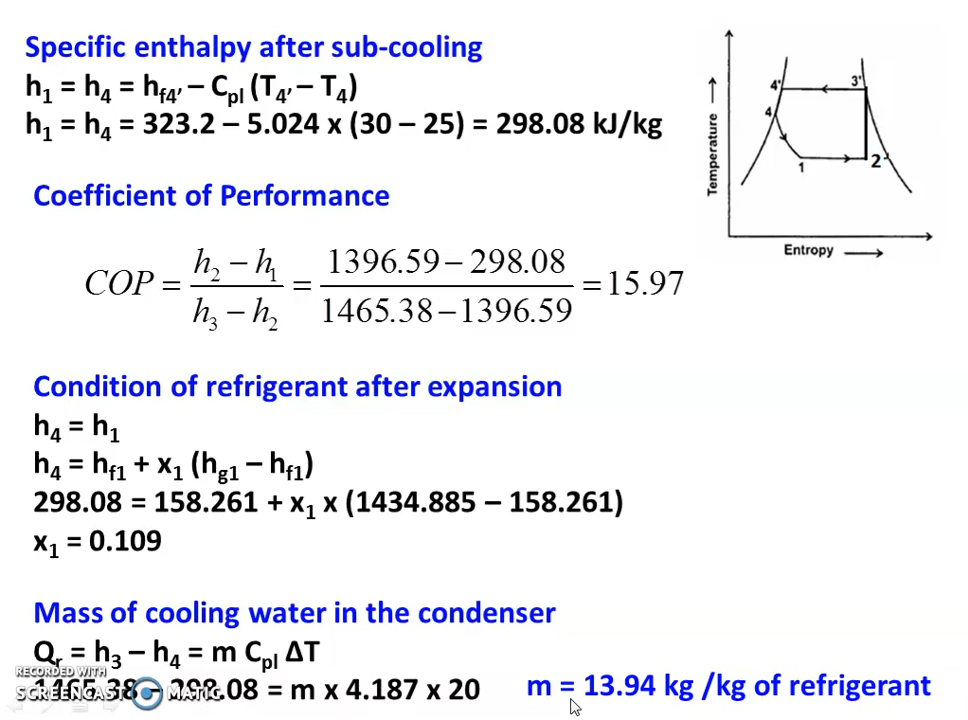 Specific enthalpy after sub-cooling
h₁ = h₄ = h_f4' – C_pl (T_4' – T₄)
h₁ = h₄ = 323.2 – 5.024 x (30 – 25) = 298.08 kJ/kg
Temperature
4'
3'
4
1
2'
Entropy
Coefficient of Performance
COP = (h₂ − h₁)/(h₃ − h₂) = (1396.59 − 298.08)/(1465.38 − 1396.59) = 15.97
Condition of refrigerant after expansion
h₄ = h₁
h₄ = h_f1 + x₁ (h_g1 – h_f1)
298.08 = 158.261 + x₁ x (1434.885 – 158.261)
x₁ = 0.109
Mass of cooling water in the condenser
Q_r = h₃ – h₄ = m C_pl ΔT
1465.38 – 298.08 = m x 4.187 x 20
m = 13.94 kg /kg of refrigerant
RECORDED WITH
SCREENCAST MATIC